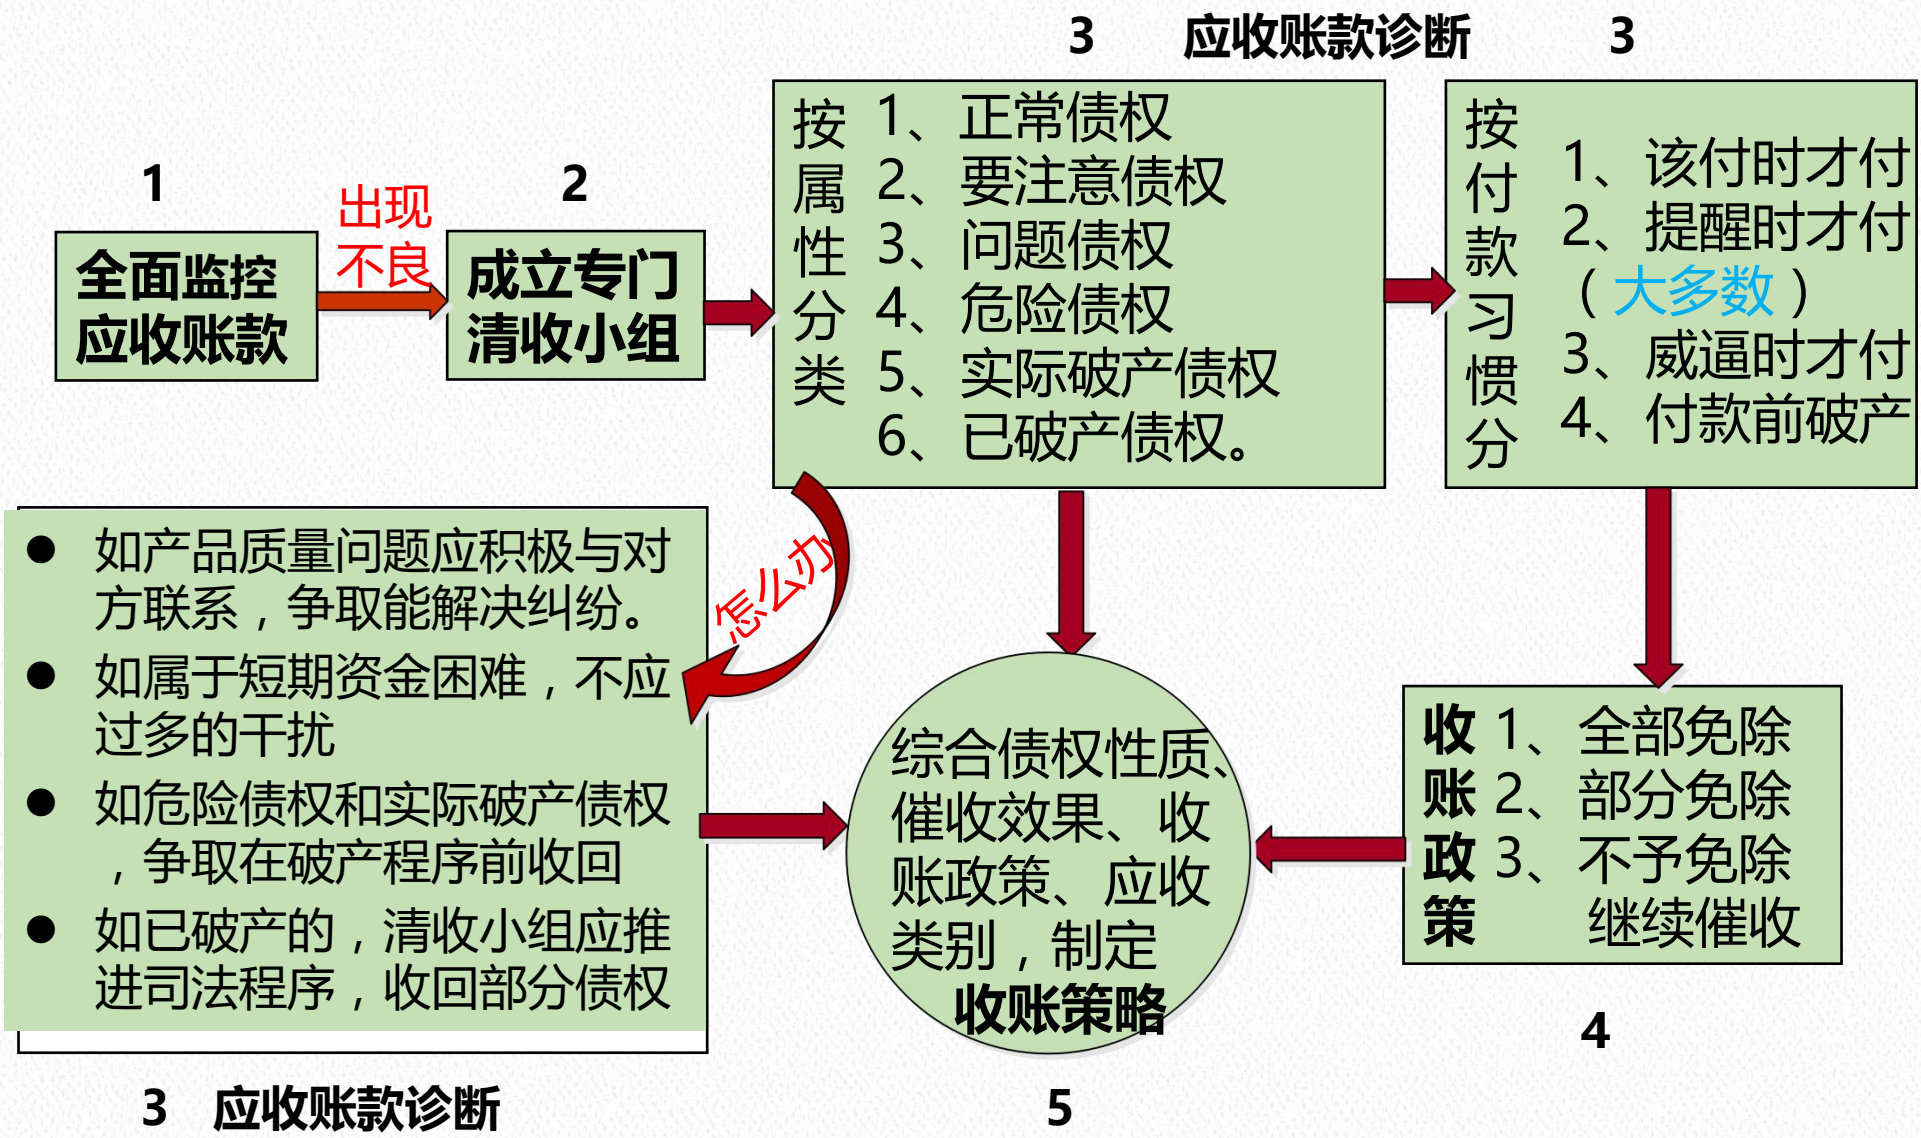 3 应收账款诊断 3
1
全面监控
应收账款
出现
不良
2
成立专门
清收小组
按属性分类
1、正常债权
2、要注意债权
3、问题债权
4、危险债权
5、实际破产债权
6、已破产债权。
按付款习惯分
1、该付时才付
2、提醒时才付
（大多数）
3、威逼时才付
4、付款前破产
怎么办
● 如产品质量问题应积极与对
方联系，争取能解决纠纷。
● 如属于短期资金困难，不应
过多的干扰
● 如危险债权和实际破产债权
，争取在破产程序前收回
● 如已破产的，清收小组应推
进司法程序，收回部分债权
3 应收账款诊断
综合债权性质、
催收效果、收
账政策、应收
类别，制定
收账策略
5
收账政策
1、全部免除
2、部分免除
3、不予免除
继续催收
4